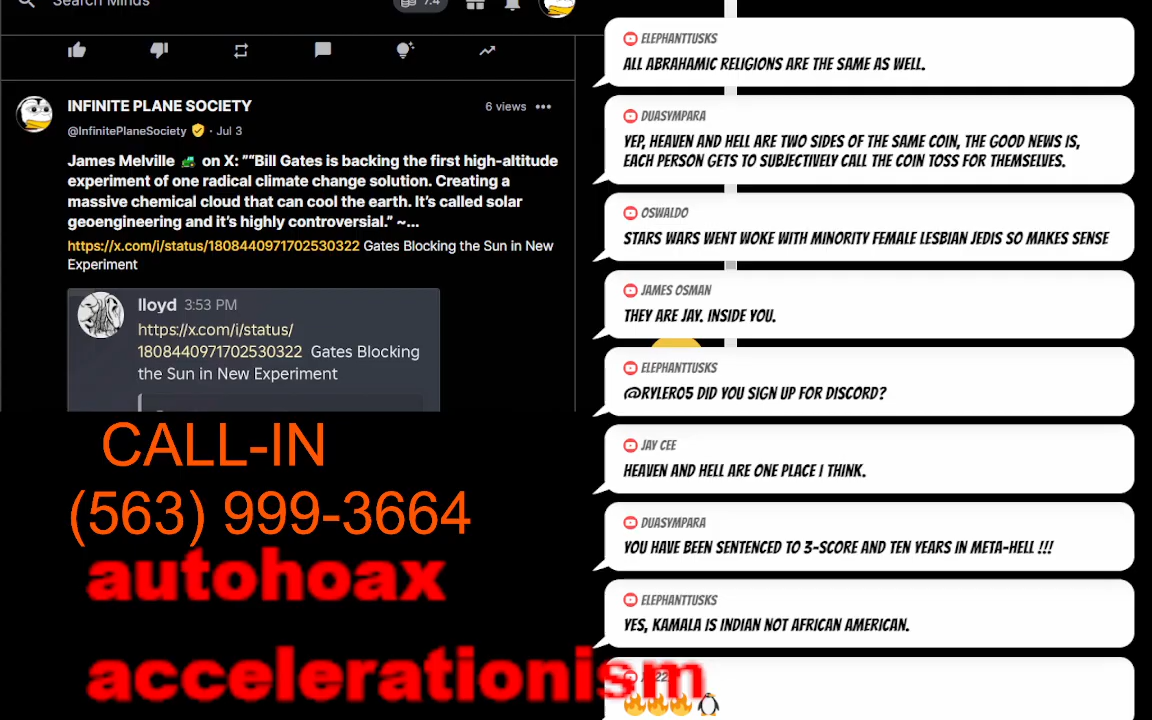 Search Minds
7.4
INFINITE PLANE SOCIETY
6 views •••
@InfinitePlaneSociety · Jul 3
James Melville on X: ""Bill Gates is backing the first high-altitude
experiment of one radical climate change solution. Creating a
massive chemical cloud that can cool the earth. It's called solar
geoengineering and it's highly controversial." ~...
https://x.com/i/status/1808440971702530322 Gates Blocking the Sun in New
Experiment
lloyd 3:53 PM
https://x.com/i/status/
1808440971702530322 Gates Blocking
the Sun in New Experiment
CALL-IN
(563) 999-3664
autohoax
accelerationism
ELEPHANTTUSKS
ALL ABRAHAMIC RELIGIONS ARE THE SAME AS WELL.
DUASYMPARA
YEP, HEAVEN AND HELL ARE TWO SIDES OF THE SAME COIN, THE GOOD NEWS IS,
EACH PERSON GETS TO SUBJECTIVELY CALL THE COIN TOSS FOR THEMSELVES.
OSWALDO
STARS WARS WENT WOKE WITH MINORITY FEMALE LESBIAN JEDIS SO MAKES SENSE
JAMES OSMAN
THEY ARE JAY. INSIDE YOU.
ELEPHANTTUSKS
@RYLER05 DID YOU SIGN UP FOR DISCORD?
JAY CEE
HEAVEN AND HELL ARE ONE PLACE I THINK.
DUASYMPARA
YOU HAVE BEEN SENTENCED TO 3-SCORE AND TEN YEARS IN META-HELL !!!
ELEPHANTTUSKS
YES, KAMALA IS INDIAN NOT AFRICAN AMERICAN.